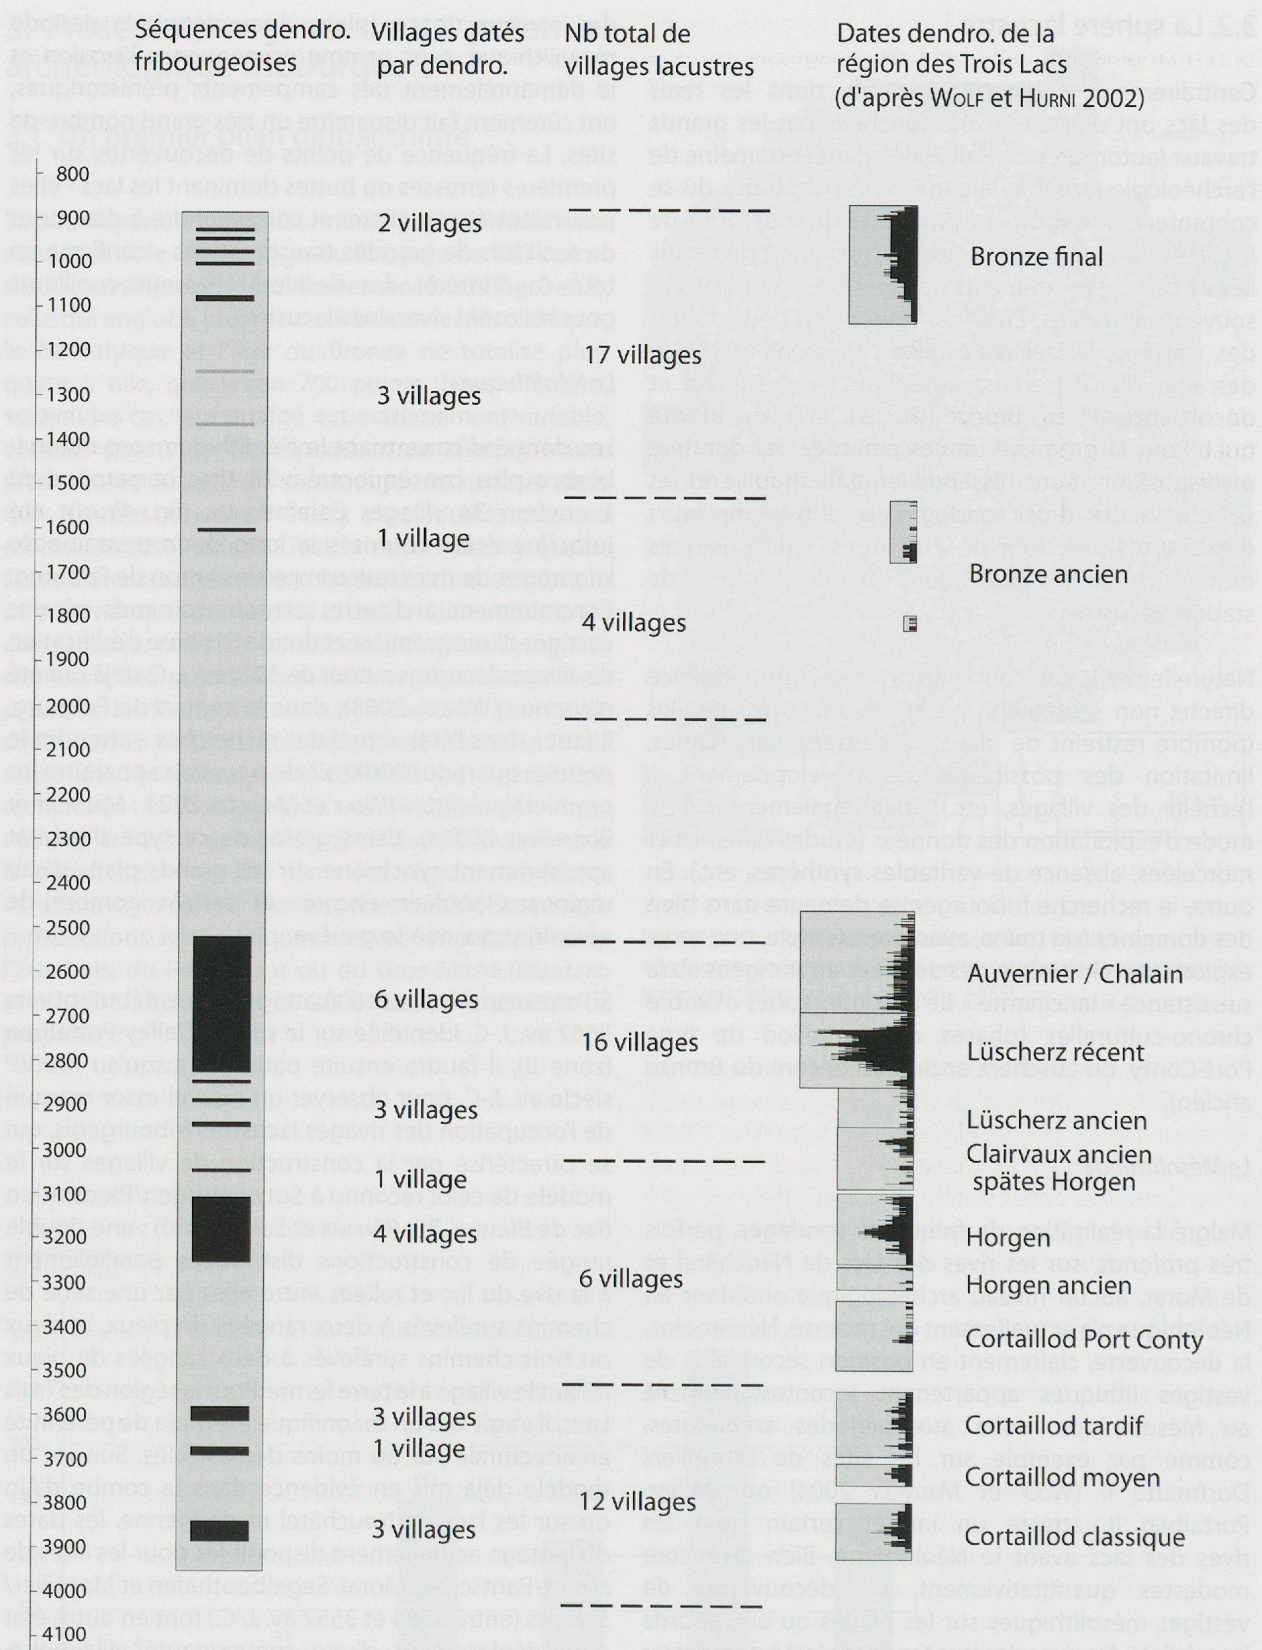 Séquences dendro. fribourgeoises
Villages datés par dendro.
Nb total de villages lacustres
Dates dendro. de la région des Trois Lacs
(d'après WOLF et HURNI 2002)
800
900
1000
1100
1200
1300
1400
1500
1600
1700
1800
1900
2000
2100
2200
2300
2400
2500
2600
2700
2800
2900
3000
3100
3200
3300
3400
3500
3600
3700
3800
3900
4000
4100
2 villages
3 villages
1 village
6 villages
3 villages
1 village
4 villages
3 villages
1 village
3 villages
17 villages
4 villages
16 villages
6 villages
12 villages
Bronze final
Bronze ancien
Auvernier / Chalain
Lüscherz récent
Lüscherz ancien
Clairvaux ancien
spätes Horgen
Horgen
Horgen ancien
Cortaillod Port Conty
Cortaillod tardif
Cortaillod moyen
Cortaillod classique